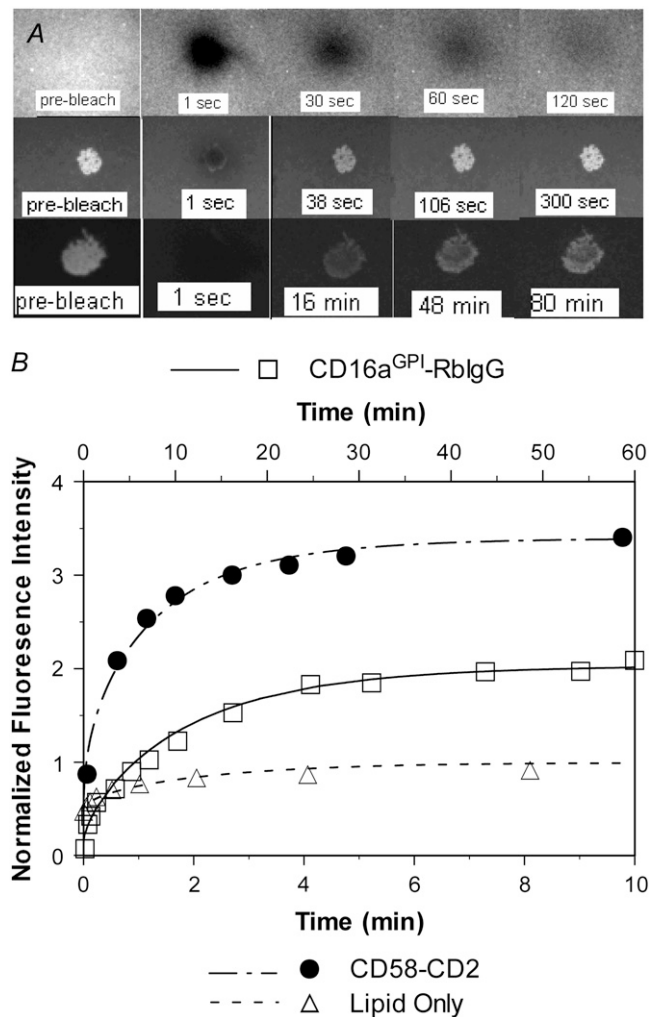 A
pre-bleach 1 sec 30 sec 60 sec 120 sec
pre-bleach 1 sec 38 sec 106 sec 300 sec
pre-bleach 1 sec 16 min 48 min 80 min
B
CD16aGPI-RbIgG
Time (min)
0 10 20 30 40 50 60
4
3
2
1
0
Normalized Fluoresence Intensity
0 2 4 6 8 10
Time (min)
CD58-CD2
Lipid Only